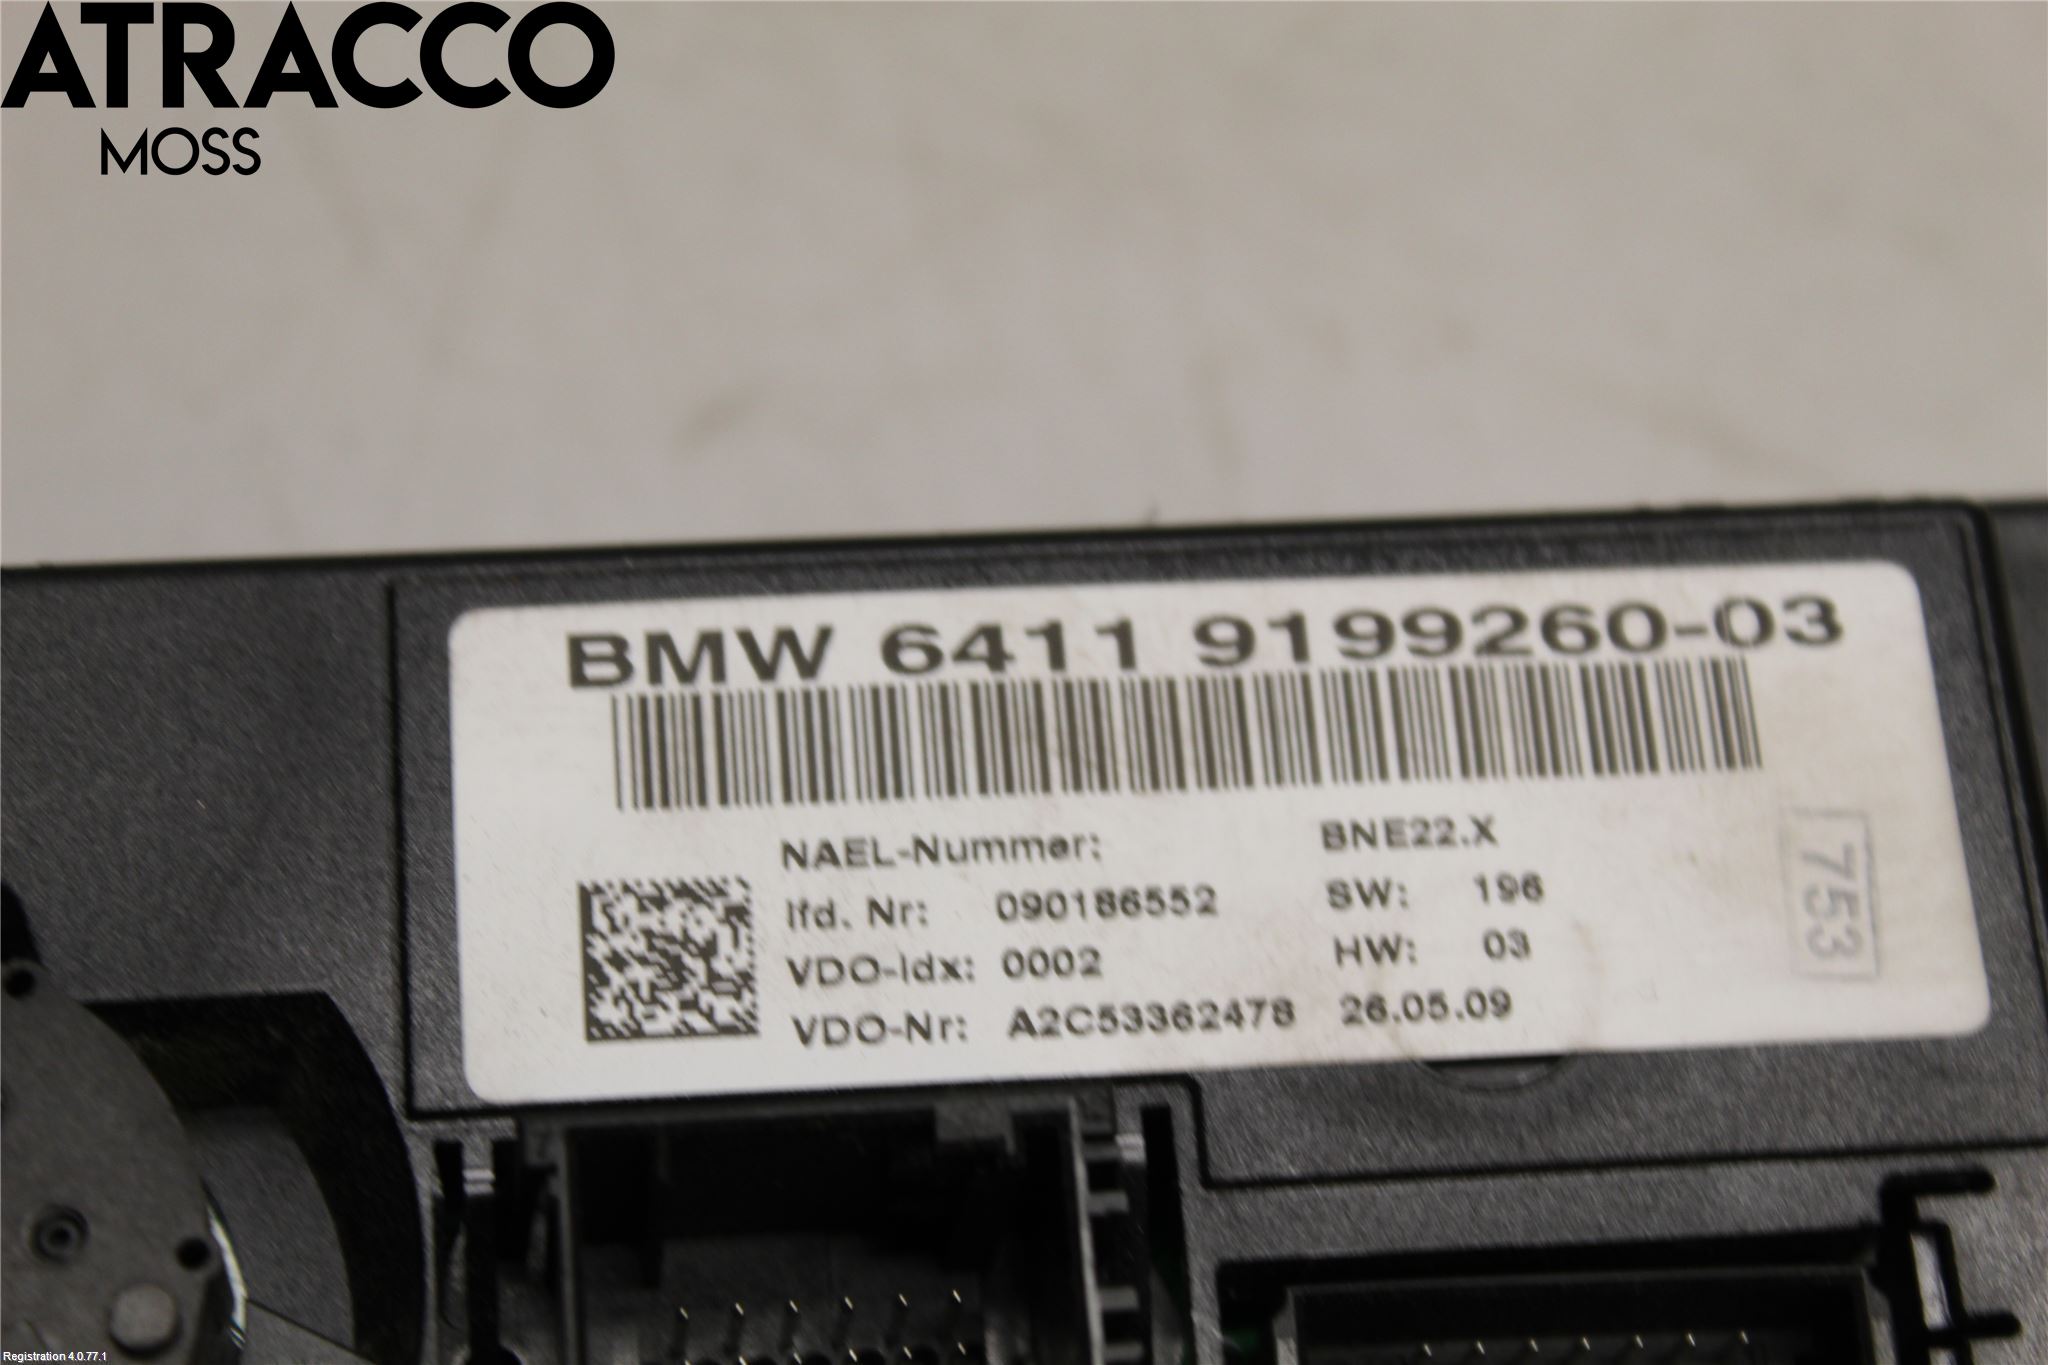 ATRACCO
MOSS
BMW 6411 9199260-03
NAEL-Nummer: BNE22.X
lfd. Nr: 090186552 SW: 196
VDO-Idx: 0002 HW: 03
VDO-Nr: A2C53362478 26.05.09
753
Registration 4.0.77.1